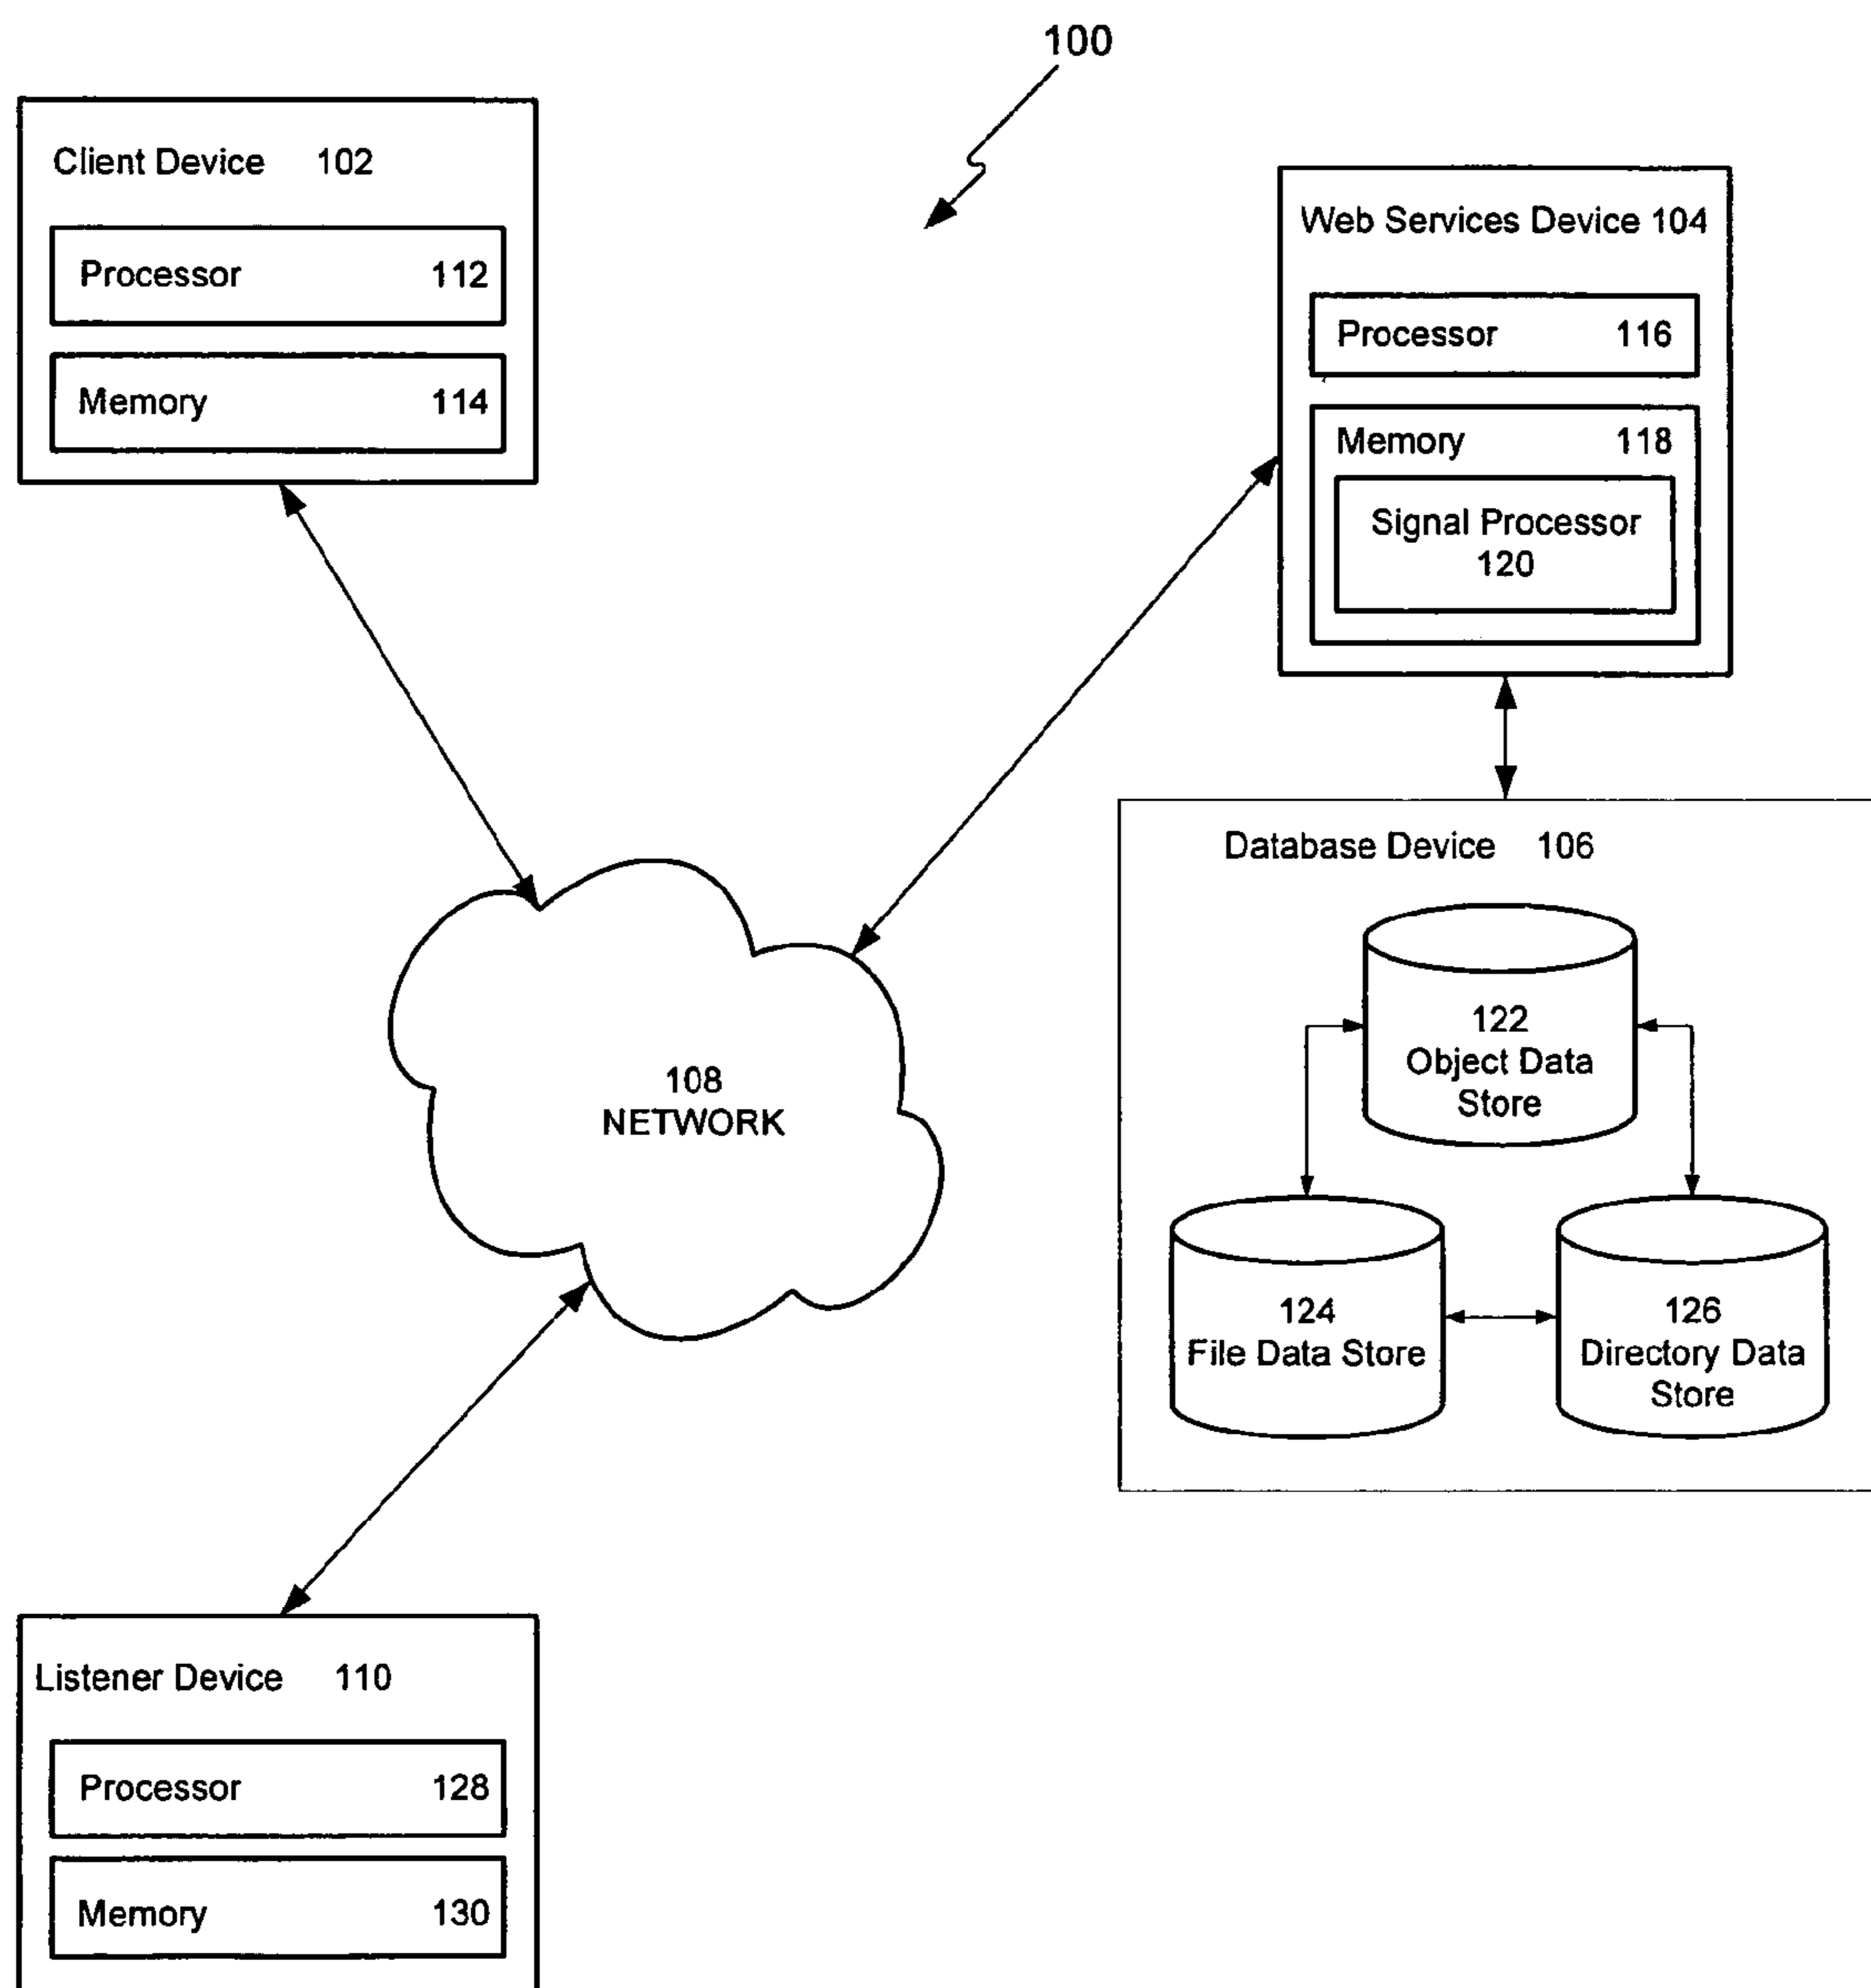 100
Client Device 102
Processor 112
Memory 114
Web Services Device 104
Processor 116
Memory 118
Signal Processor
120
Database Device 106
122
Object Data
Store
124
File Data Store
126
Directory Data
Store
108
NETWORK
Listener Device 110
Processor 128
Memory 130